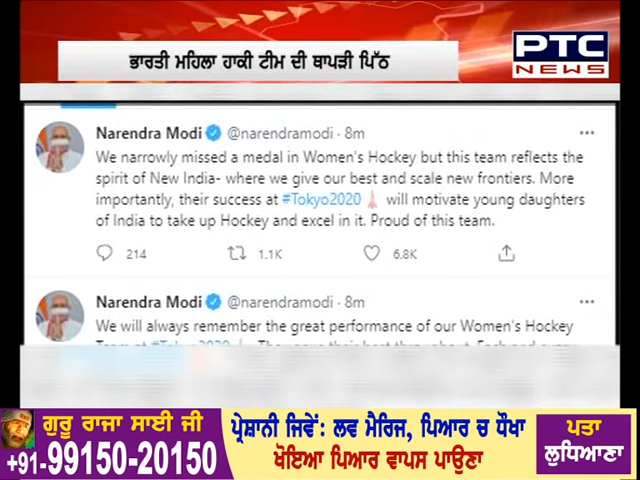 ਭਾਰਤੀ ਮਹਿਲਾ ਹਾਕੀ ਟੀਮ ਦੀ ਥਾਪੜੀ ਪਿੱਠ
PTC
NEWS
Narendra Modi @narendramodi · 8m
We narrowly missed a medal in Women's Hockey but this team reflects the
spirit of New India- where we give our best and scale new frontiers. More
importantly, their success at #Tokyo2020 will motivate young daughters
of India to take up Hockey and excel in it. Proud of this team.
214 1.1K 6.8K
Narendra Modi @narendramodi · 8m
We will always remember the great performance of our Women's Hockey
ਗੁਰੂ ਰਾਜਾ ਸਾਈ ਜੀ
+91-99150-20150
ਪ੍ਰੇਸ਼ਾਨੀ ਜਿਵੇਂ: ਲਵ ਮੈਰਿਜ, ਪਿਆਰ ਚ ਧੌਖਾ
ਖੋਇਆ ਪਿਆਰ ਵਾਪਸ ਪਾਉਣਾ
ਪਤਾ
ਲੁਧਿਆਣਾ